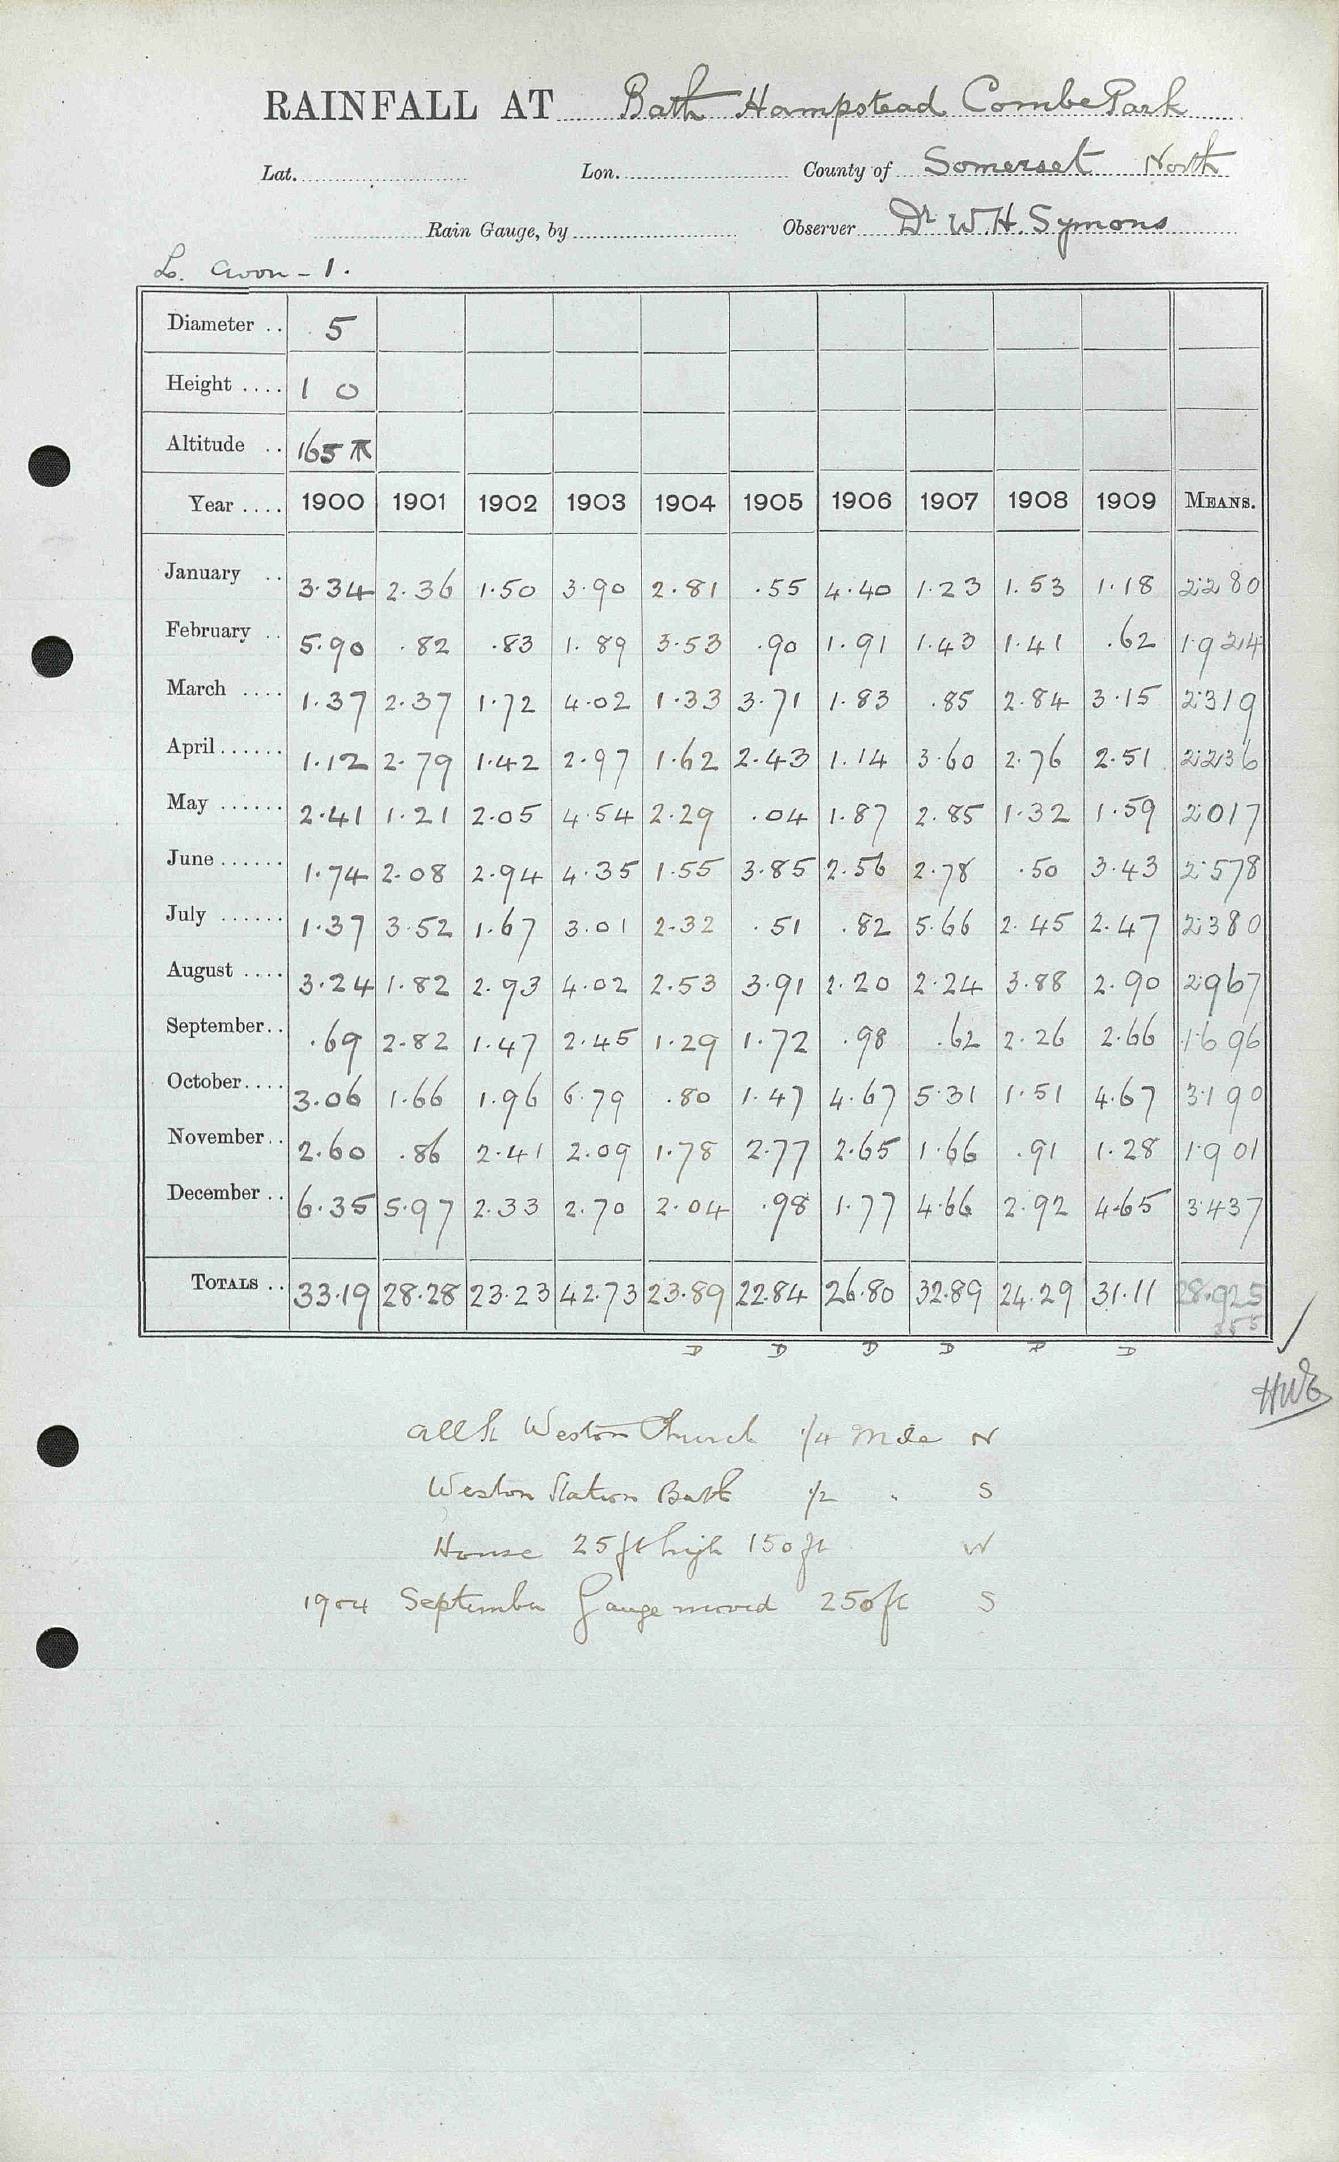 RAINFALL AT Bath Hampstead Combe Park
Lat. Lon. County of Somerset North
Rain Gauge, by Observer Dr W.H. Symons
L. Avon - 1.
Diameter .. 5
Height .... 1 0
Altitude .. 165
Year .... 1900 1901 1902 1903 1904 1905 1906 1907 1908 1909 MEANS.
January .. 3.34 2.36 1.50 3.90 2.81 .55 4.40 1.23 1.53 1.18 2.280
February .. 5.90 .82 .83 1.89 3.53 .90 1.91 1.43 1.41 .62 1.924
March .... 1.37 2.37 1.72 4.02 1.33 3.71 1.83 .85 2.84 3.15 2.319
April ...... 1.12 2.79 1.42 2.97 1.62 2.43 1.14 3.60 2.76 2.51 2.236
May ...... 2.41 1.21 2.05 4.54 2.29 .04 1.87 2.85 1.32 1.59 2.017
June ...... 1.74 2.08 2.94 4.35 1.55 3.85 2.56 2.78 .50 3.43 2.578
July ...... 1.37 3.52 1.67 3.01 2.32 .51 .82 5.66 2.45 2.47 2.380
August .... 3.24 1.82 2.93 4.02 2.53 3.91 2.20 2.24 3.88 2.90 2.967
September.. .69 2.82 1.47 2.45 1.29 1.72 .98 .62 2.26 2.66 1.696
October.... 3.06 1.66 1.96 6.79 .80 1.47 4.67 5.31 1.51 4.67 3.190
November.. 2.60 .86 2.41 2.09 1.78 2.77 2.65 1.66 .91 1.28 1.901
December .. 6.35 5.97 2.33 2.70 2.04 .98 1.77 4.66 2.92 4.65 3.437
TOTALS .. 33.19 28.28 23.23 42.73 23.89 22.84 26.80 32.89 24.29 31.11 28.925
D D D D D D
Weston Church 1/4 Mile N
Weston Station Bath 1/2 " S
House 25 ft high 150 ft W
1904 September Gauge moved 250 ft S